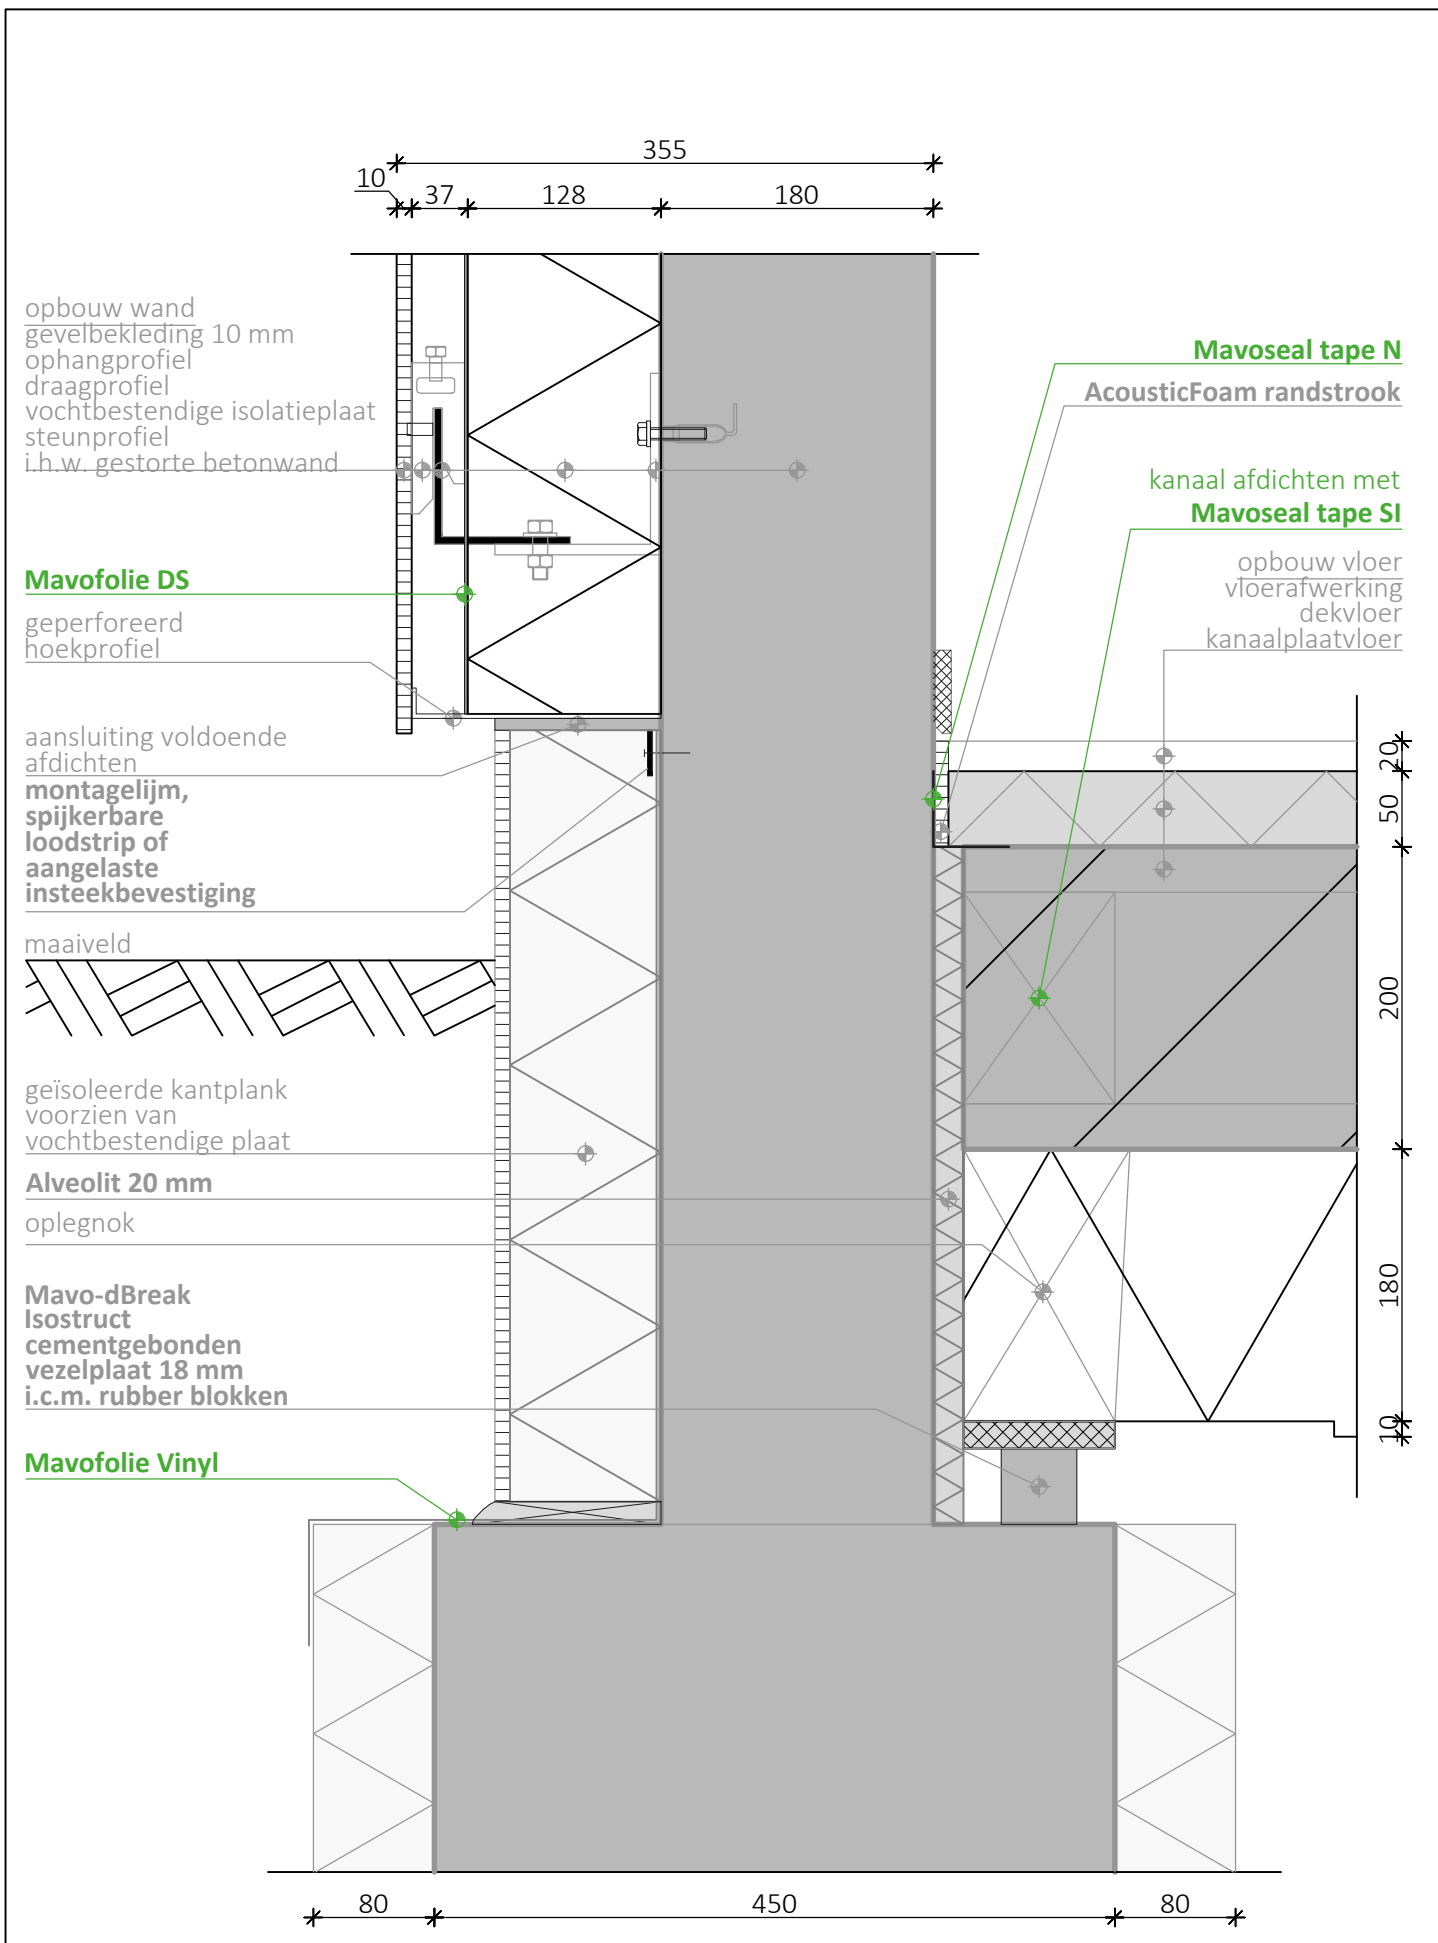 355
10
37
128
180
opbouw wand
gevelbekleding 10 mm
ophangprofiel
draagprofiel
vochtbestendige isolatieplaat
steunprofiel
i.h.w. gestorte betonwand
Mavofolie DS
geperforeerd
hoekprofiel
aansluiting voldoende
afdichten
montagelijm,
spijkerbare
loodstrip of
aangelaste
insteekbevestiging
maaiveld
geïsoleerde kantplank
voorzien van
vochtbestendige plaat
Alveolit 20 mm
oplegnok
Mavo-dBreak
Isostruct
cementgebonden
vezelplaat 18 mm
i.c.m. rubber blokken
Mavofolie Vinyl
Mavoseal tape N
AcousticFoam randstrook
kanaal afdichten met
Mavoseal tape SI
opbouw vloer
vloerafwerking
dekvloer
kanaalplaatvloer
20
50
200
180
10
80
450
80